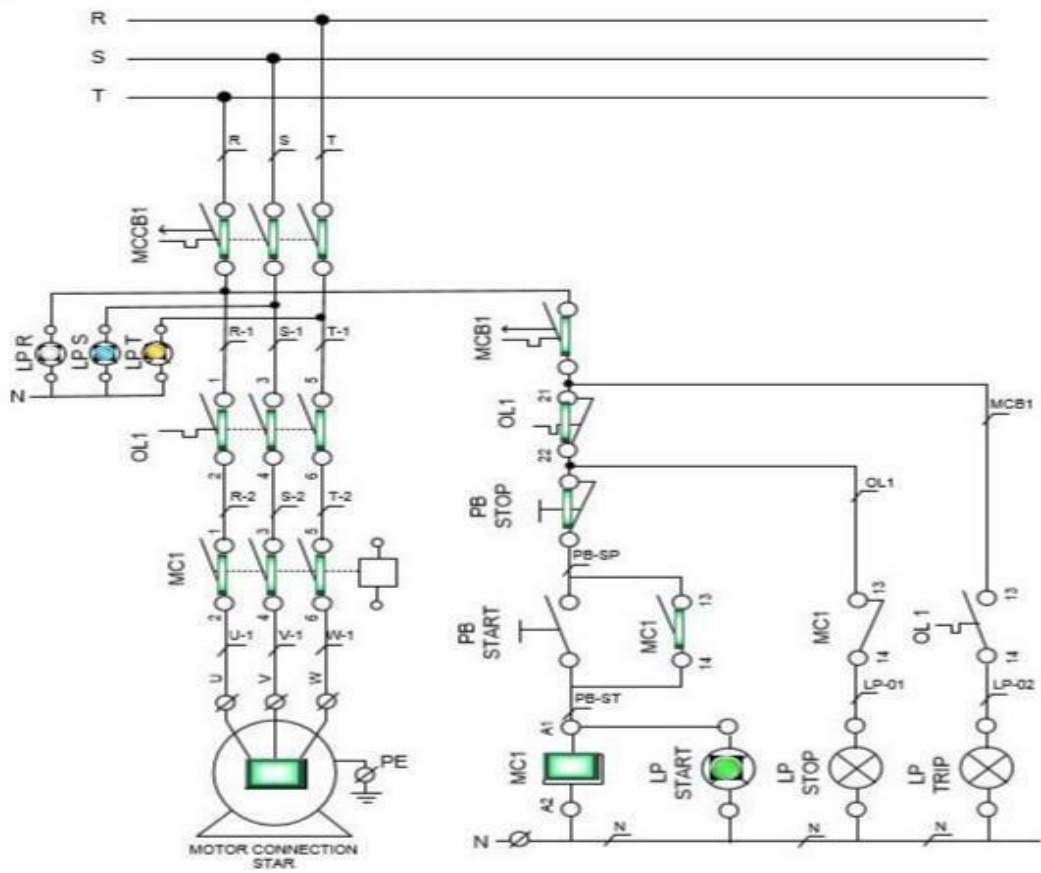 R
S
T
R
S
T
MCCB1
LP R
LP S
LP T
N
R-1
S-1
T-1
1
3
5
OL1
2
4
6
R-2
S-2
T-2
1
3
5
MC1
2
4
6
U-1
V-1
W-1
U
V
W
PE
MOTOR CONNECTION
STAR
MCB1
21
OL1
22
MCB1
OL1
PB
STOP
PB-SP
PB
START
MC1
13
14
MC1
13
14
OL1
13
14
PB-ST
LP-01
LP-02
A1
MC1
A2
LP
START
LP
STOP
LP
TRIP
N
N
N
N